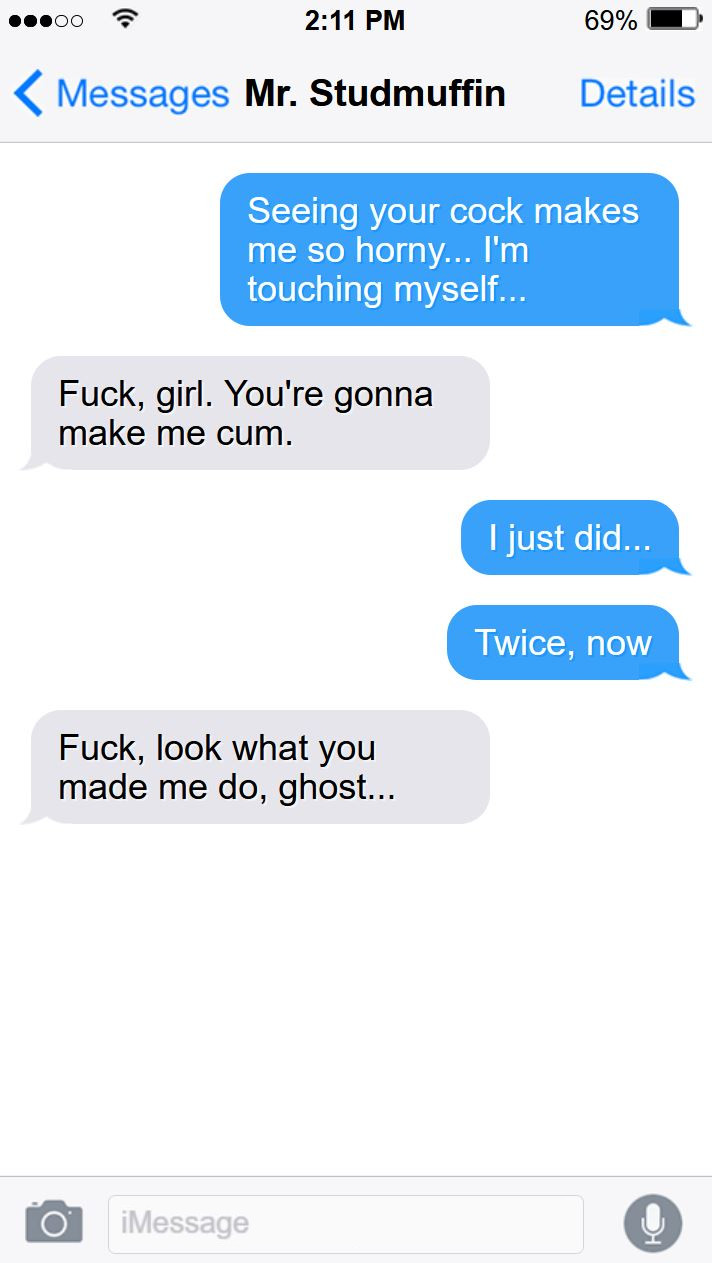 2:11 PM
69%
Messages
Mr. Studmuffin
Details
Seeing your cock makes
me so horny... I'm
touching myself...
Fuck, girl. You're gonna
make me cum.
I just did...
Twice, now
Fuck, look what you
made me do, ghost...
iMessage